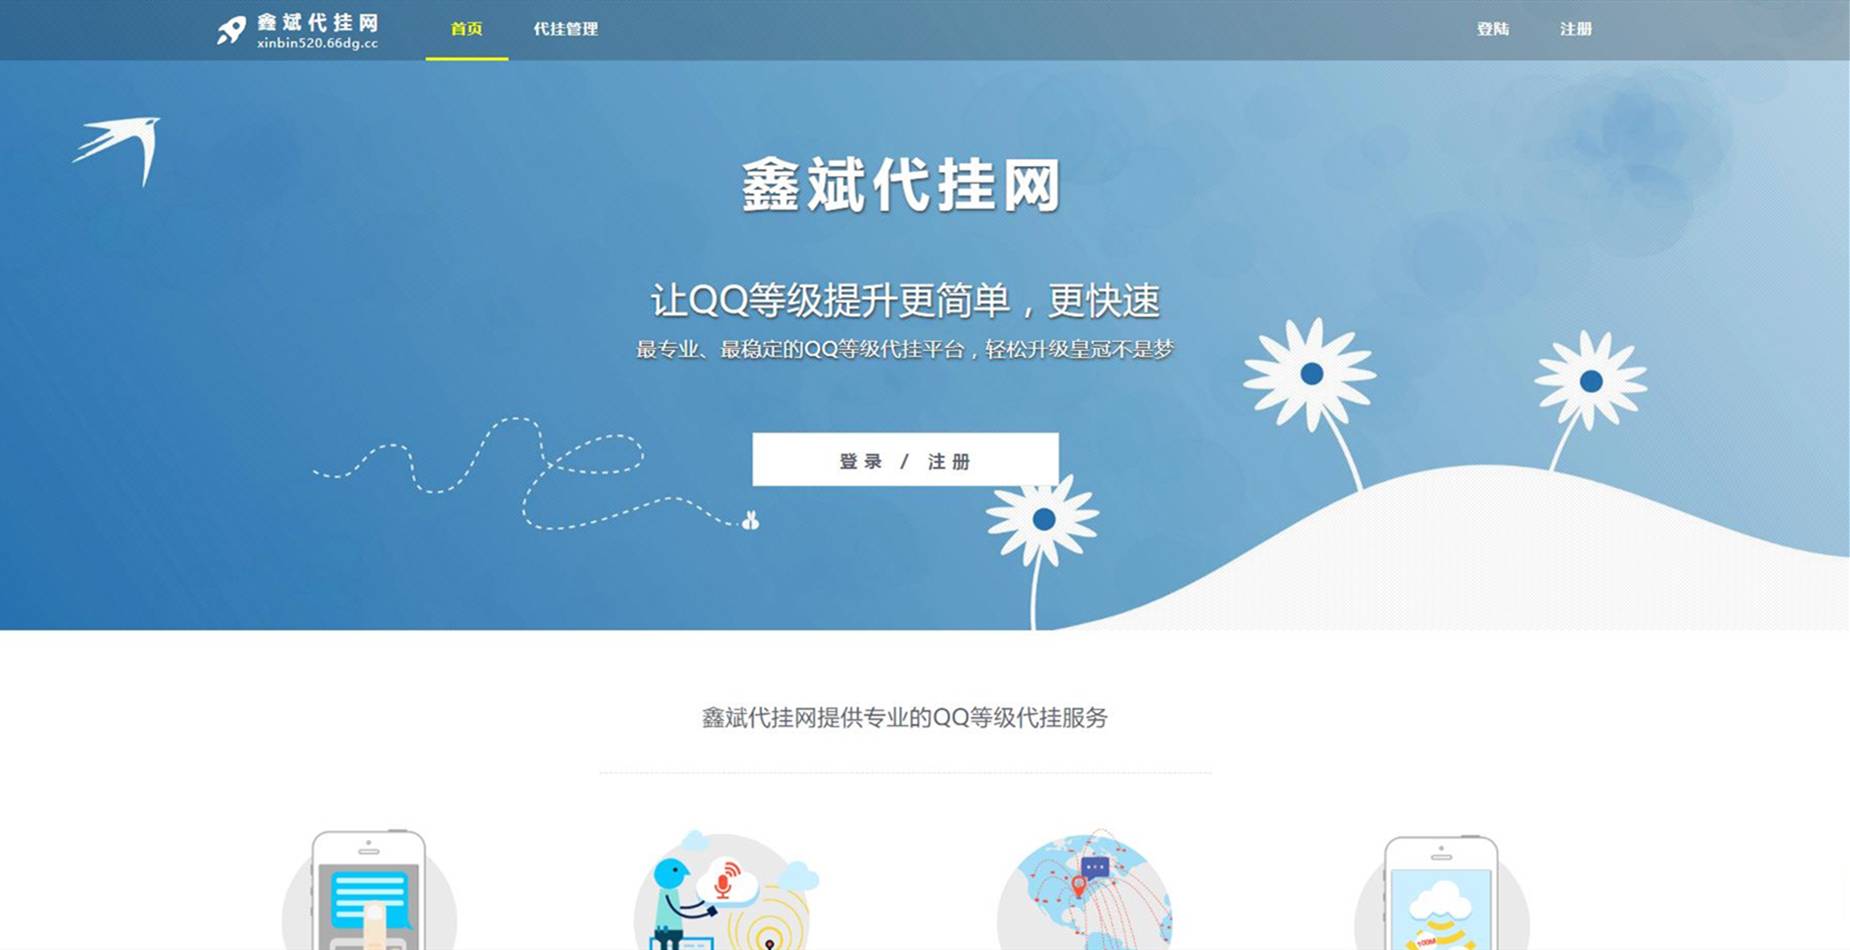 鑫斌代挂网
xinbin520.66dg.cc
首页
代挂管理
登陆
注册
鑫斌代挂网
让QQ等级提升更简单，更快速
最专业、最稳定的QQ等级代挂平台，轻松升级皇冠不是梦
登录 / 注册
鑫斌代挂网提供专业的QQ等级代挂服务
100M